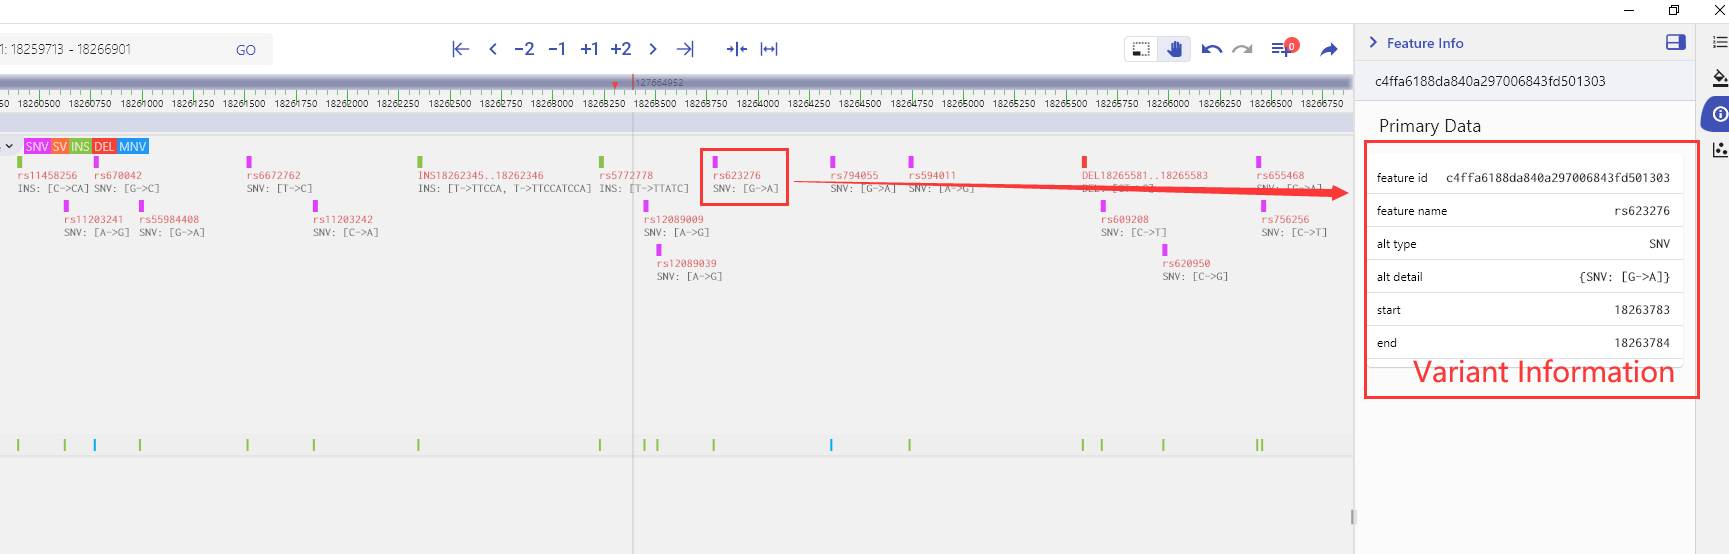 1: 18259713 - 18266901 GO −2 −1 +1 +2 0
Feature Info
c4ffa6188da840a297006843fd501303
127664952
50 18260500 18260750 18261000 18261250 18261500 18261750 18262000 18262250 18262500 18262750 18263000 18263250 18263500 18263750 18264000 18264250 18264500 18264750 18265000 18265250 18265500 18265750 18266000 18266250 18266500 18266750
Primary Data
SNV SV INS DEL MNV
rs11458256 rs670042 rs6672762 INS18262345..18262346 rs5772778 rs623276 rs794055 rs594011 DEL18265581..18265583 rs655468
INS: [C->CA] SNV: [G->C] SNV: [T->C] INS: [T->TTCCA, T->TTCCATCCA] INS: [T->TTATC] SNV: [G->A] SNV: [G->A] SNV: [A->G]
rs11203241 rs55984408 rs11203242 rs12089009 rs609208 rs756256
SNV: [A->G] SNV: [G->A] SNV: [C->A] SNV: [A->G] SNV: [C->T] SNV: [C->T]
rs12089039 rs620950
SNV: [A->G] SNV: [C->G]
feature id c4ffa6188da840a297006843fd501303
feature name rs623276
alt type SNV
alt detail {SNV: [G->A]}
start 18263783
end 18263784
Variant Information